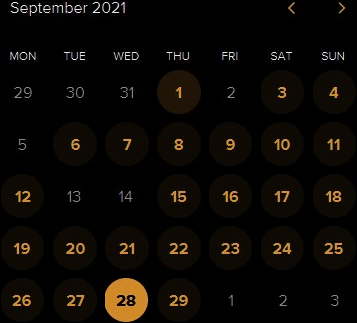 September 2021
MON TUE WED THU FRI SAT SUN
29 30 31 1 2 3 4
5 6 7 8 9 10 11
12 13 14 15 16 17 18
19 20 21 22 23 24 25
26 27 28 29 1 2 3